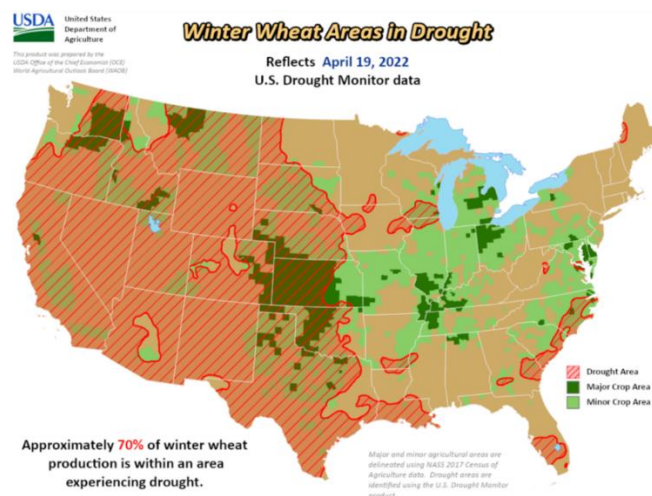 USDA
United States
Department of
Agriculture
This product was prepared by the
USDA Office of the Chief Economist (OCE)
World Agricultural Outlook Board (WAOB)
Winter Wheat Areas in Drought
Reflects April 19, 2022
U.S. Drought Monitor data
Drought Area
Major Crop Area
Minor Crop Area
Approximately 70% of winter wheat
production is within an area
experiencing drought.
Major and minor agricultural areas are
delineated using NASS 2017 Census of
Agriculture data. Drought areas are
identified using the U.S. Drought Monitor
product.